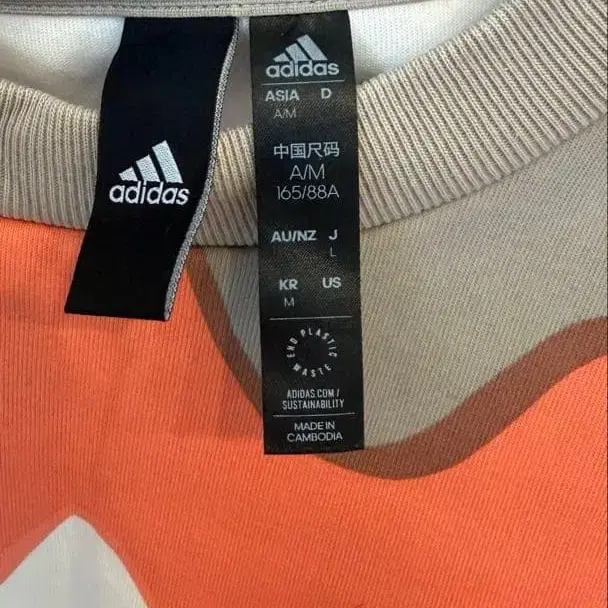 adidas
adidas
ASIA D
A/M
中国尺码
A/M
165/88A
AU/NZ J
L
KR US
M
END PLASTIC WASTE
ADIDAS.COM/
SUSTAINABILITY
MADE IN
CAMBODIA